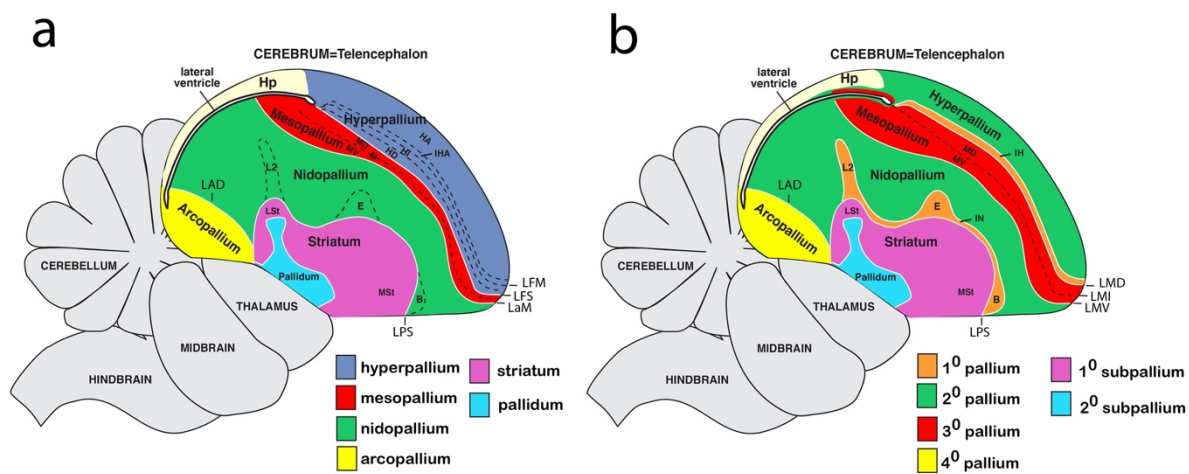 a
CEREBRUM=Telencephalon
lateral
ventricle
Hp
Hyperpallium
HA
IHA
Mesopallium
MD
MV
M
HD
HI
L2
Nidopallium
LAD
E
Arcopallium
LSt
Striatum
Pallidum
MSt
B
CEREBELLUM
THALAMUS
MIDBRAIN
HINDBRAIN
LFM
LFS
LaM
LPS
hyperpallium
mesopallium
nidopallium
arcopallium
striatum
pallidum
b
CEREBRUM=Telencephalon
lateral
ventricle
Hp
Hyperpallium
Mesopallium
MD
MV
IH
L2
Nidopallium
LAD
E
IN
Arcopallium
LSt
Striatum
Pallidum
MSt
B
CEREBELLUM
THALAMUS
MIDBRAIN
HINDBRAIN
LMD
LMI
LMV
LPS
1⁰ pallium
2⁰ pallium
3⁰ pallium
4⁰ pallium
1⁰ subpallium
2⁰ subpallium